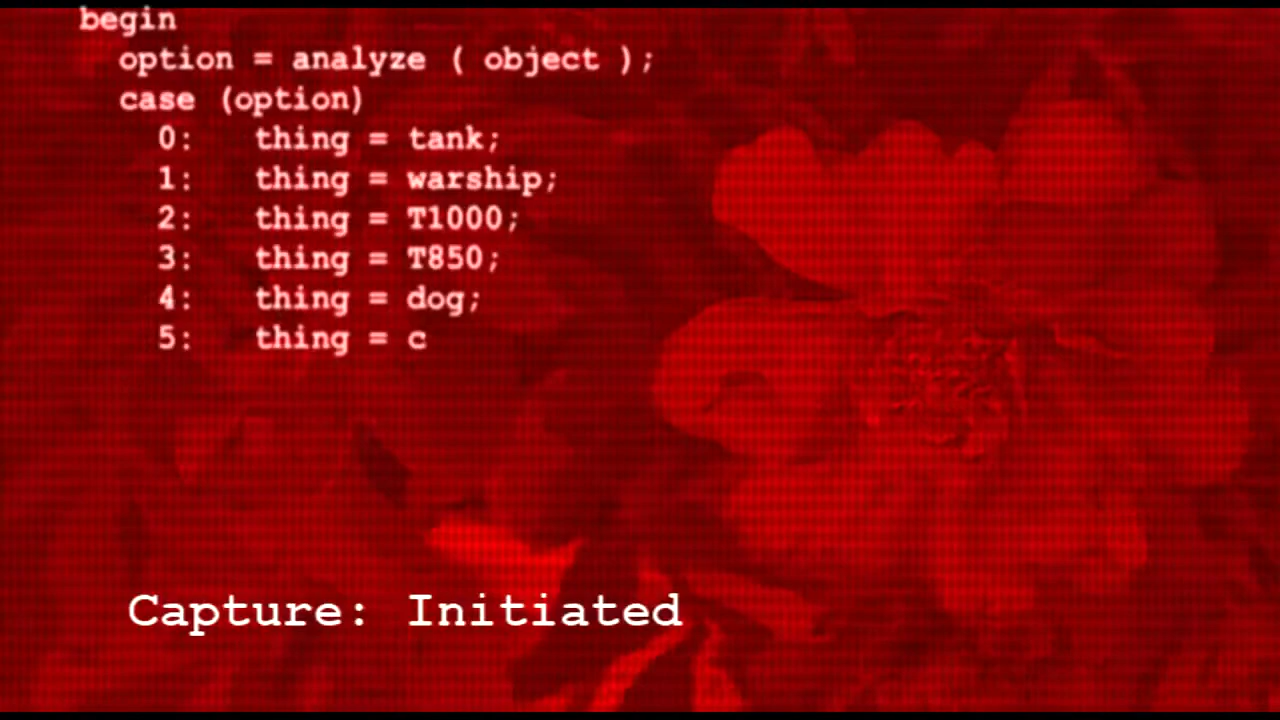 begin
option = analyze ( object );
case (option)
0: thing = tank;
1: thing = warship;
2: thing = T1000;
3: thing = T850;
4: thing = dog;
5: thing = c
Capture: Initiated